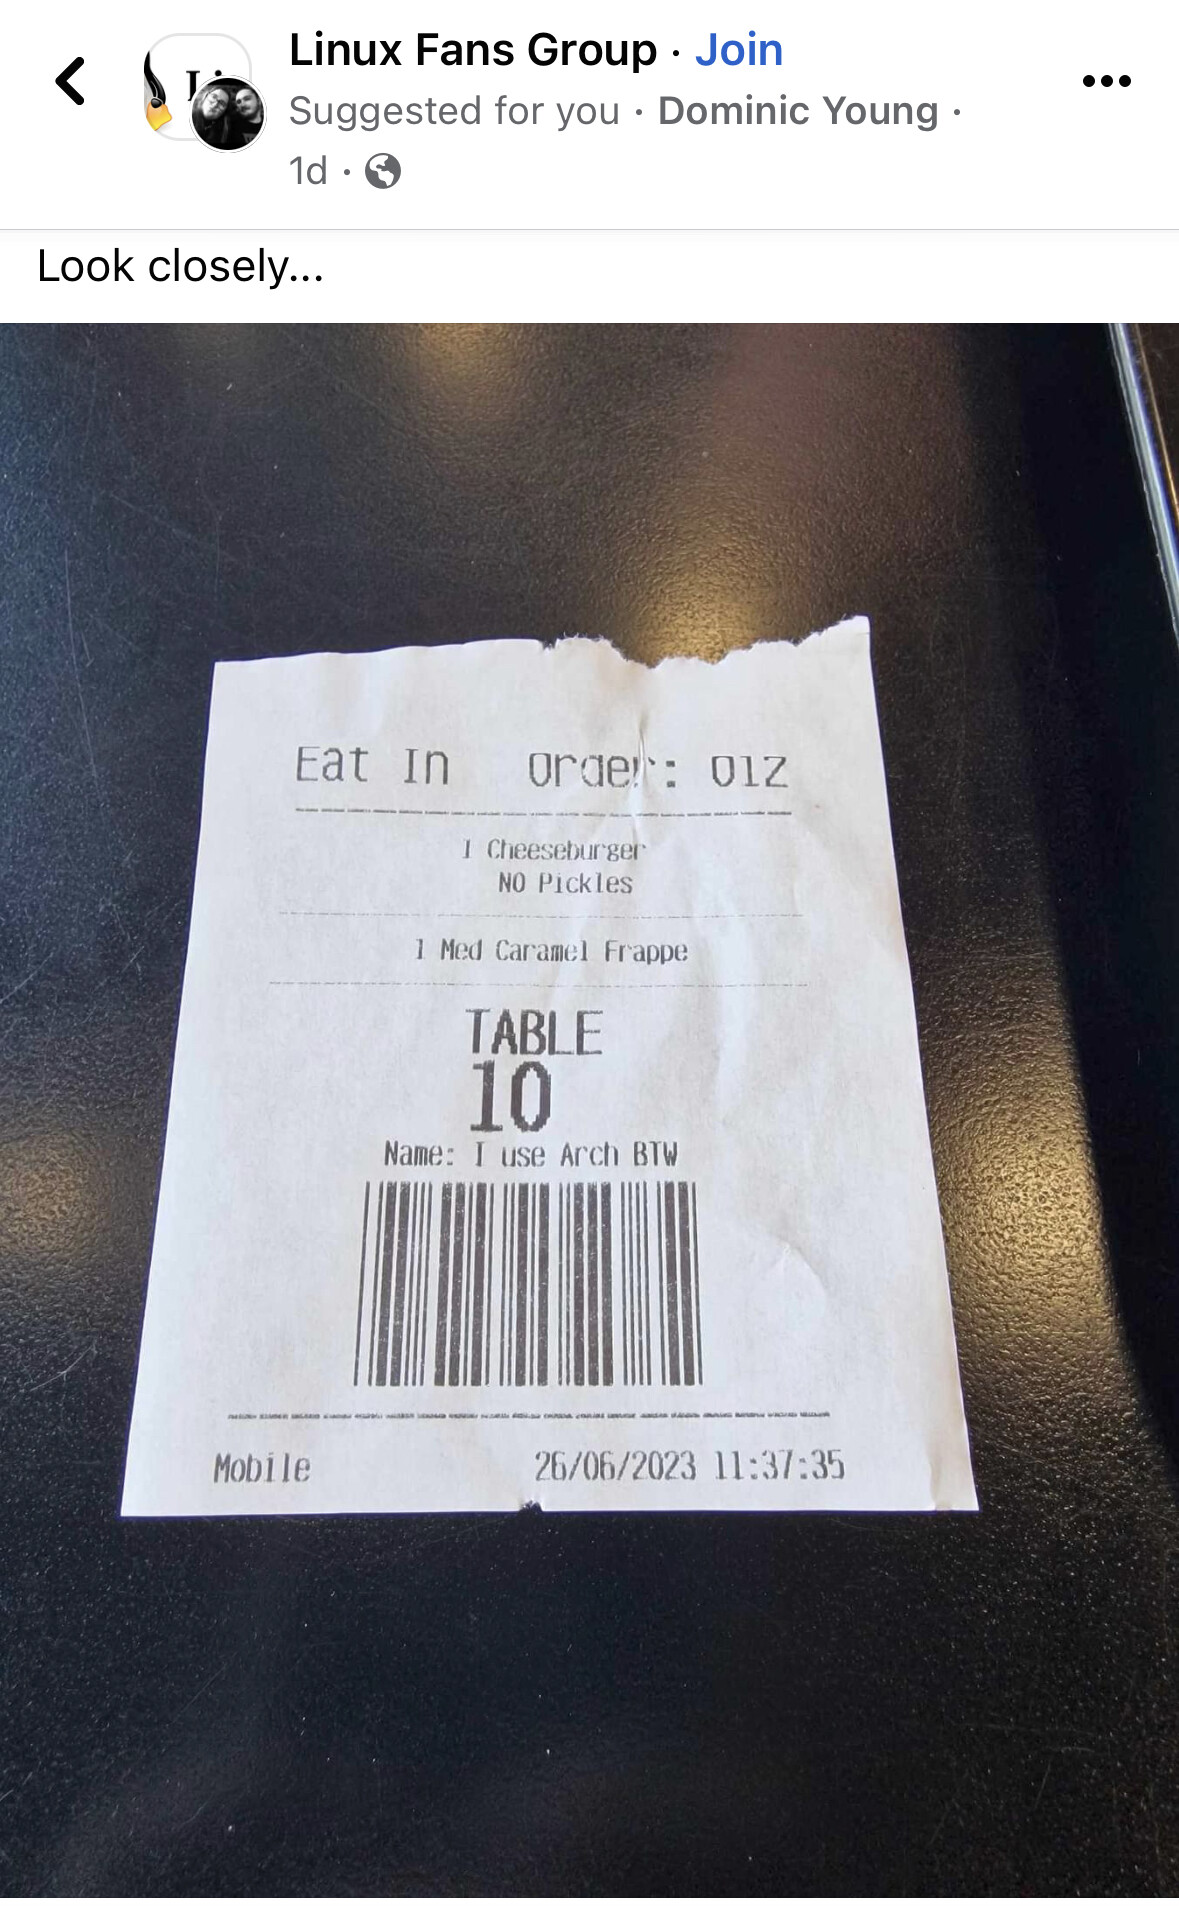 Linux Fans Group · Join
Suggested for you · Dominic Young ·
1d ·
Look closely...
Eat In Order: 012
1 Cheeseburger
NO Pickles
1 Med Caramel Frappe
TABLE
10
Name: I use Arch BTW
Mobile 26/06/2023 11:37:35